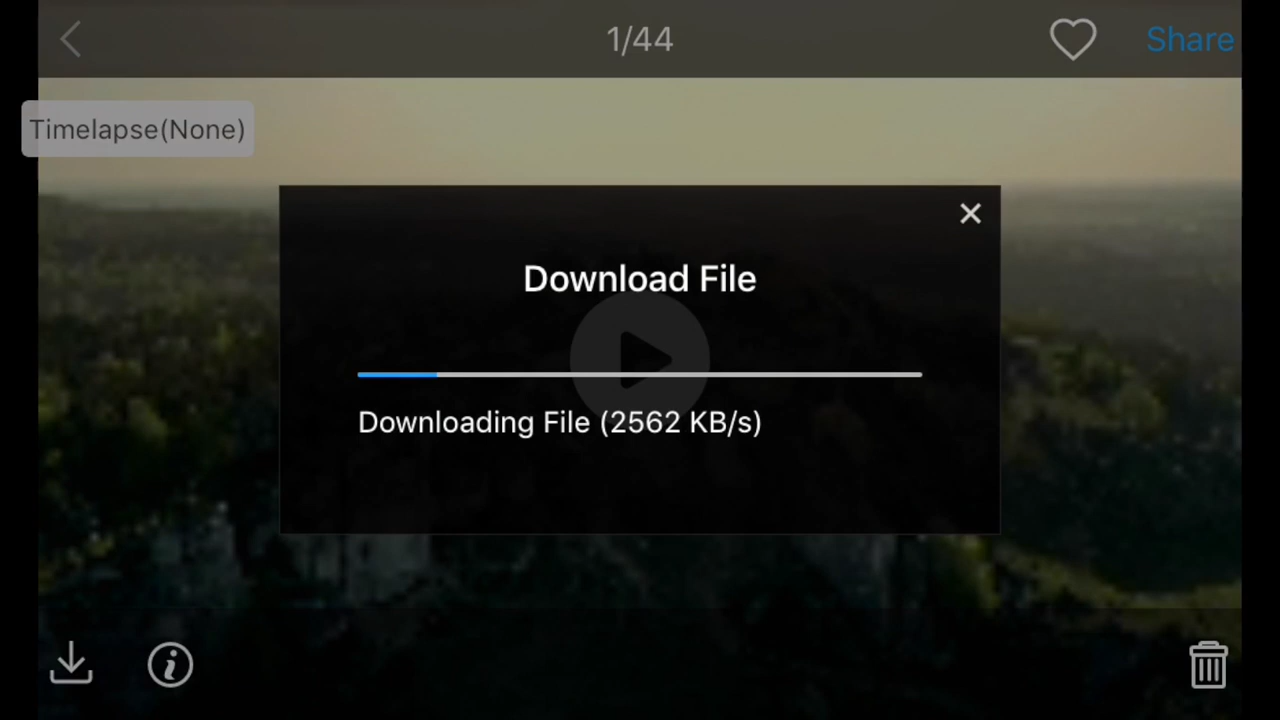 1/44
Share
Timelapse(None)
Download File
Downloading File (2562 KB/s)